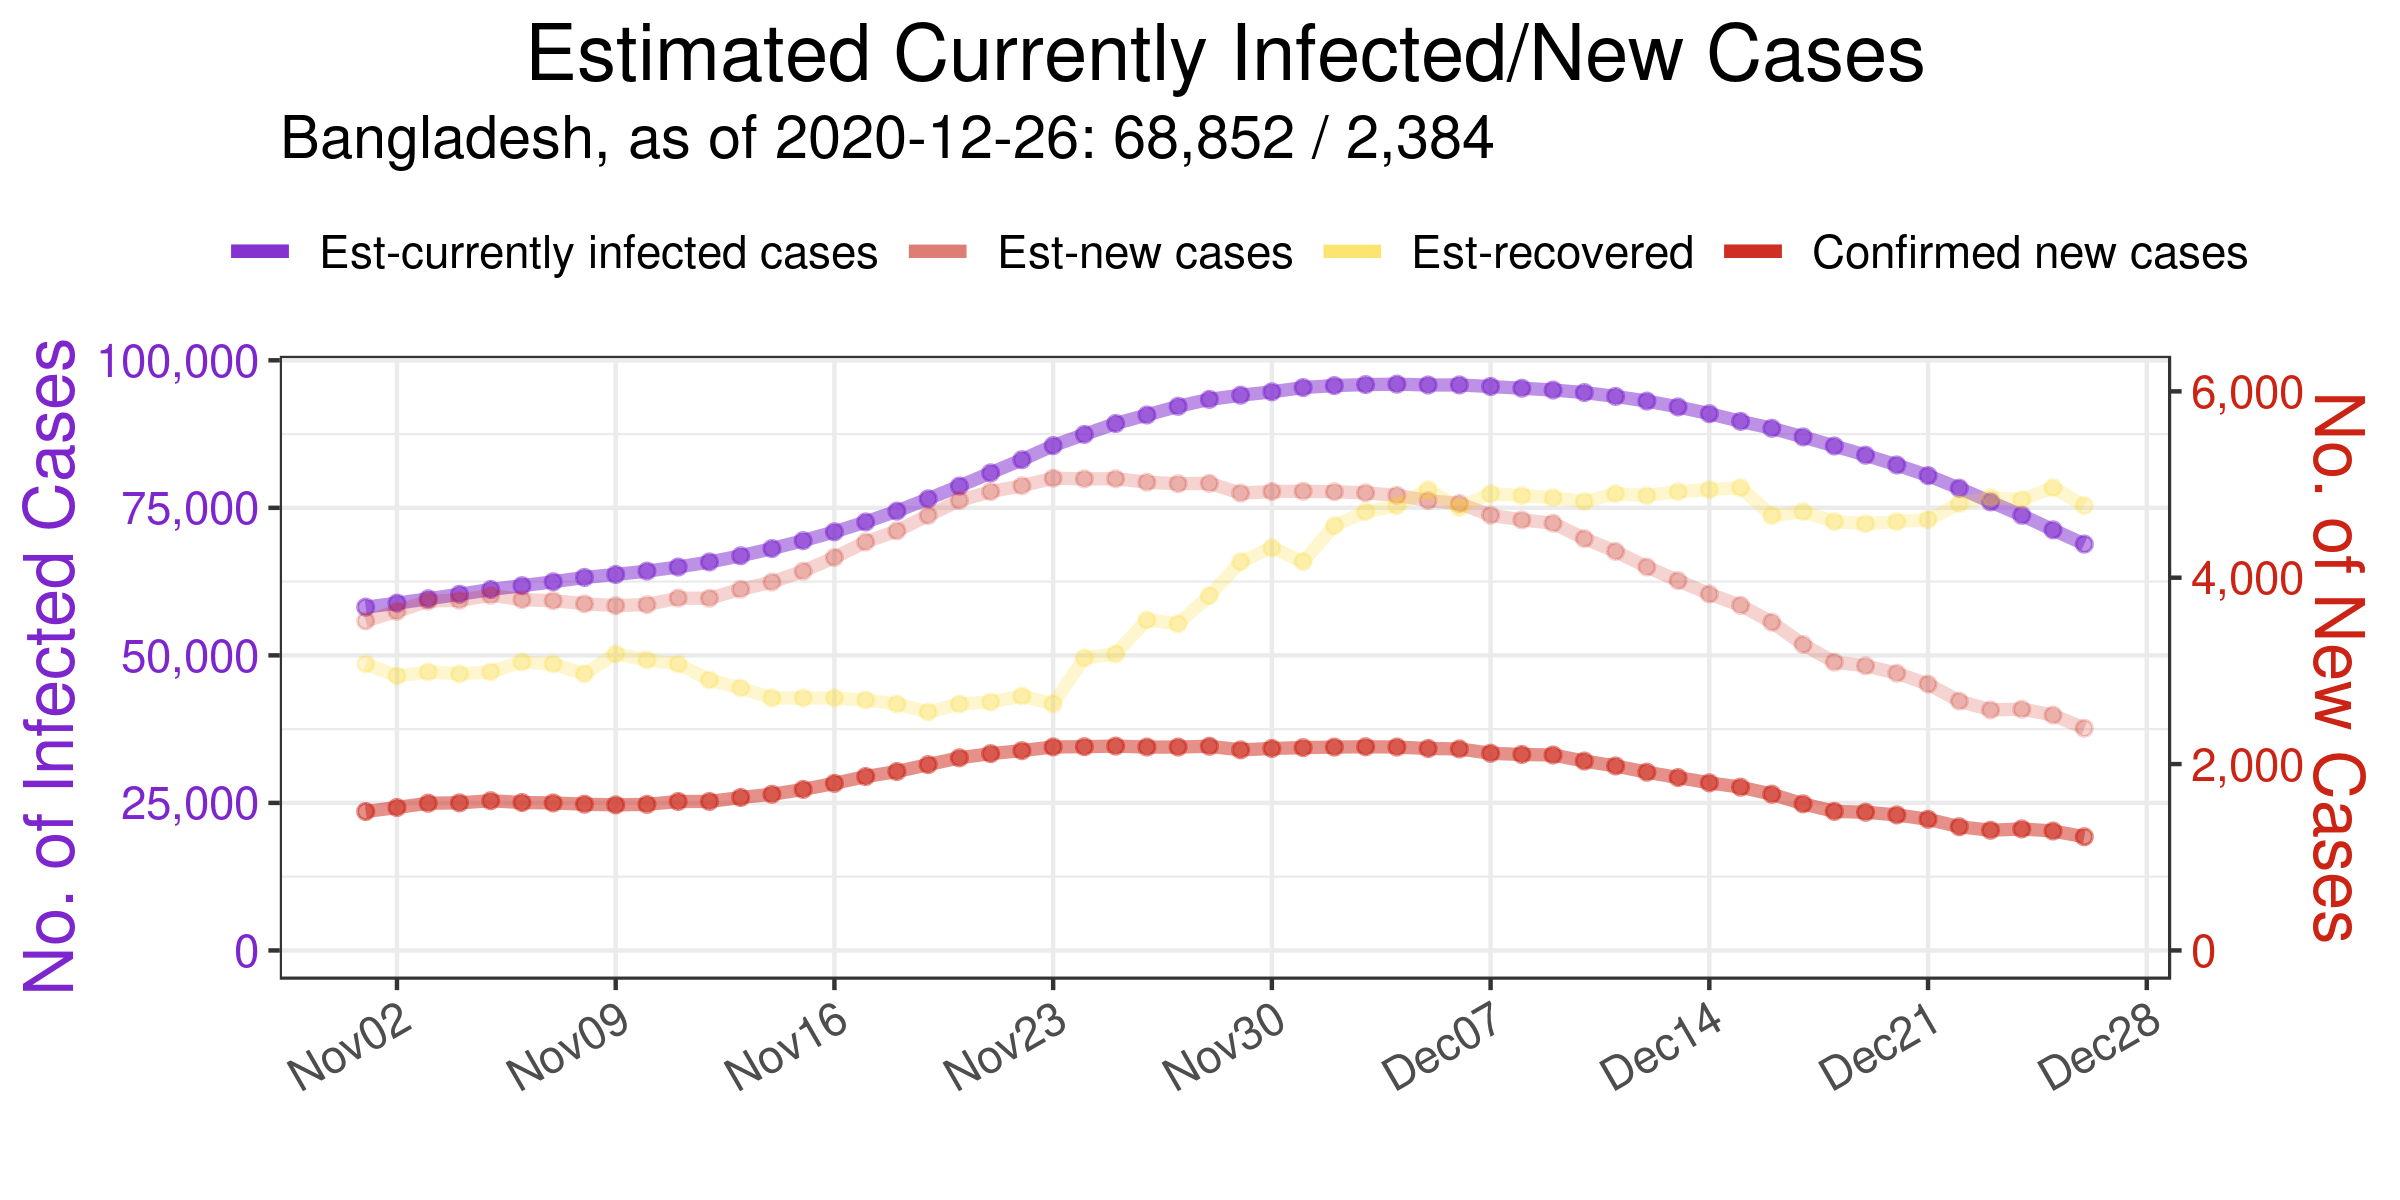 Estimated Currently Infected/New Cases
Bangladesh, as of 2020-12-26: 68,852 / 2,384
Est-currently infected cases Est-new cases Est-recovered Confirmed new cases
No. of Infected Cases
100,000
75,000
50,000
25,000
0
6,000
4,000
2,000
0
No. of New Cases
Nov02 Nov09 Nov16 Nov23 Nov30 Dec07 Dec14 Dec21 Dec28